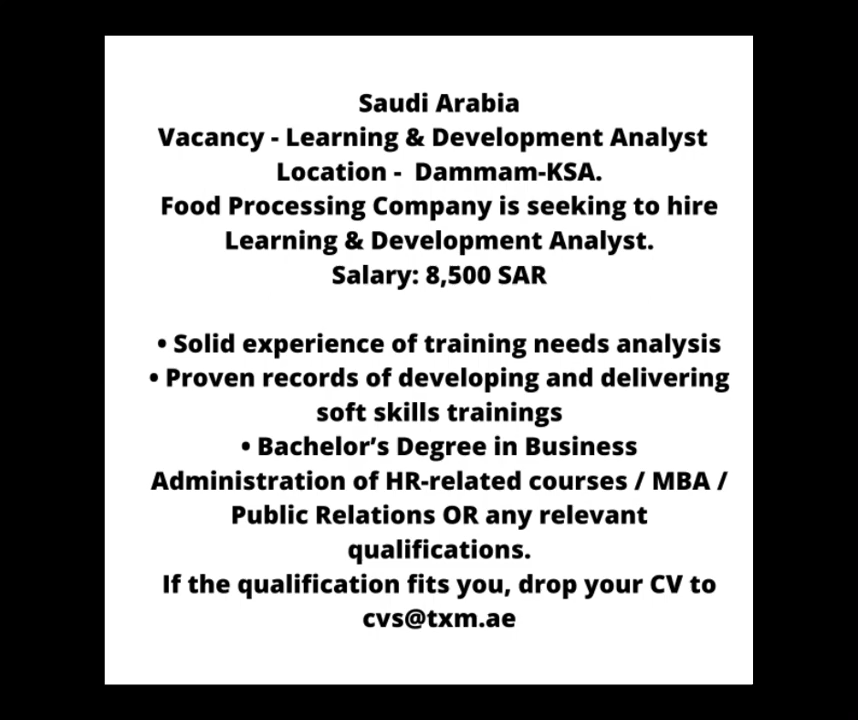 Saudi Arabia
Vacancy - Learning & Development Analyst
Location -  Dammam-KSA.
Food Processing Company is seeking to hire
Learning & Development Analyst.
Salary: 8,500 SAR
• Solid experience of training needs analysis
• Proven records of developing and delivering
soft skills trainings
• Bachelor’s Degree in Business
Administration of HR-related courses / MBA /
Public Relations OR any relevant
qualifications.
If the qualification fits you, drop your CV to
cvs@txm.ae